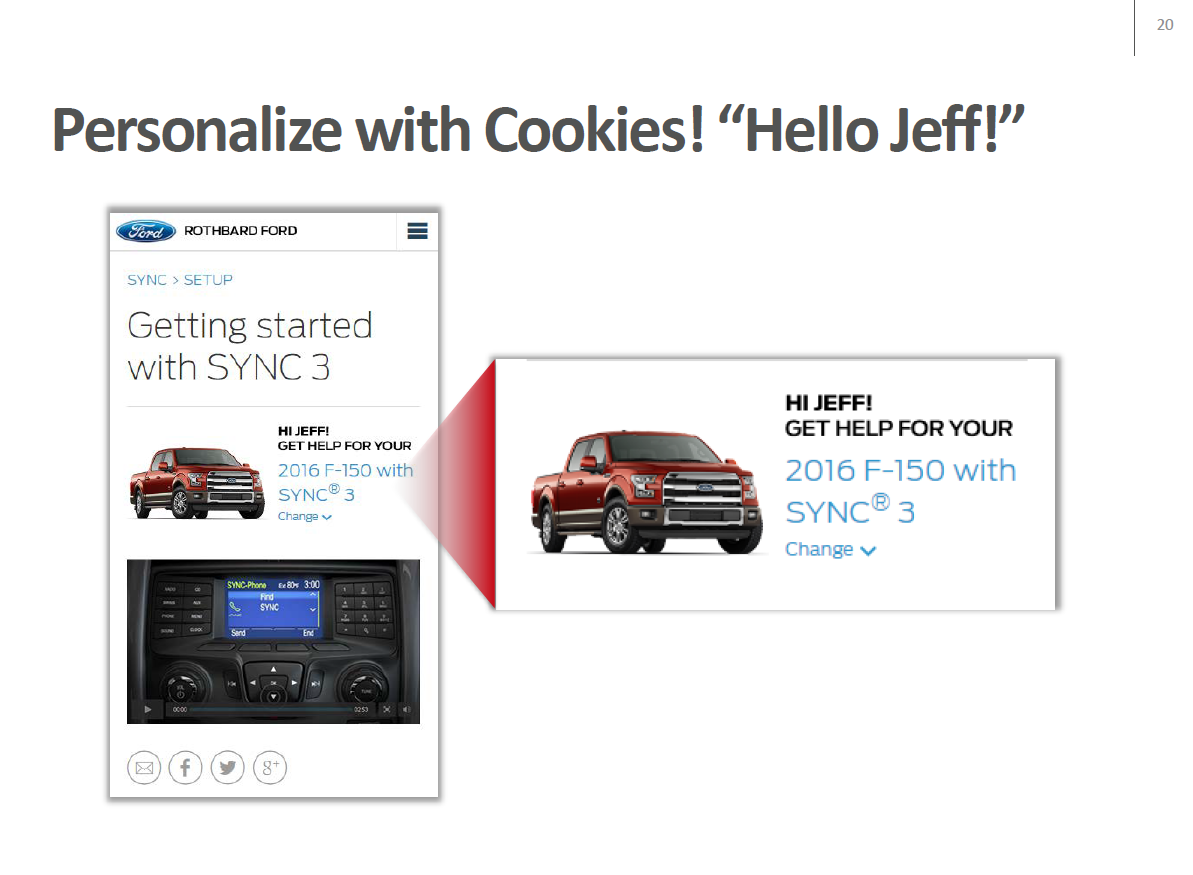 20
Personalize with Cookies! “Hello Jeff!”
Ford ROTHBARD FORD
SYNC > SETUP
Getting started
with SYNC 3
HI JEFF!
GET HELP FOR YOUR
2016 F-150 with
SYNC® 3
Change
SYNC-Phone Ext 80°F 3:00
Find
SYNC
Send End
00:00 02:53
f g+
HI JEFF!
GET HELP FOR YOUR
2016 F-150 with
SYNC® 3
Change